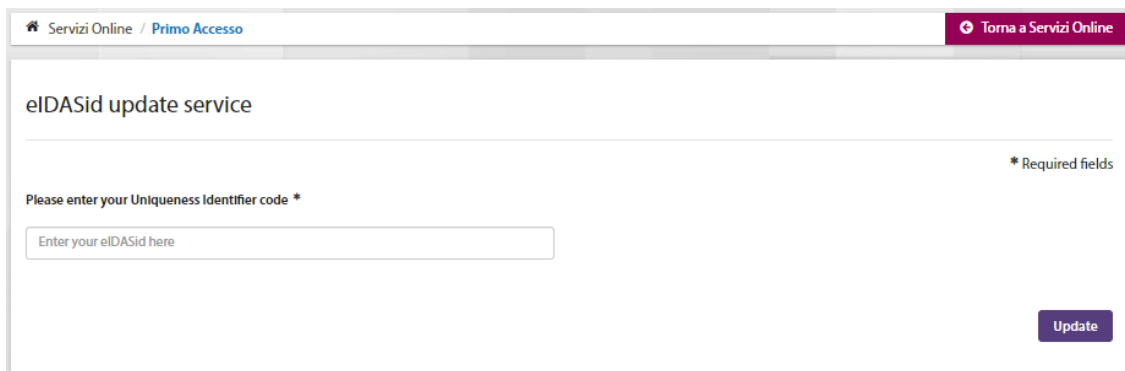 Servizi Online / Primo Accesso
Torna a Servizi Online
eIDASid update service
* Required fields
Please enter your Uniqueness Identifier code *
Enter your eIDASid here
Update